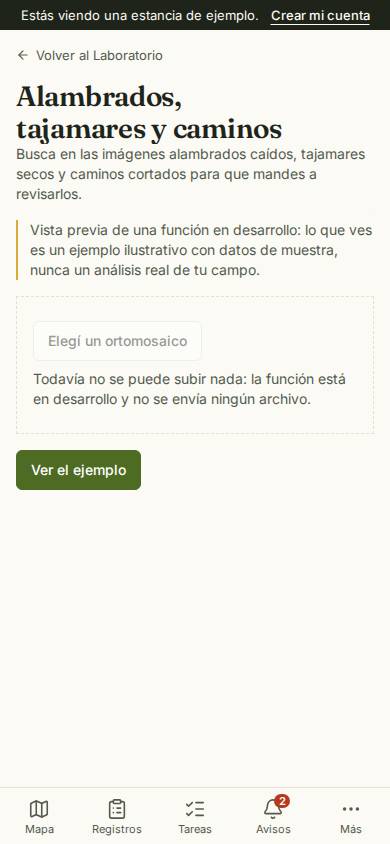 Estás viendo una estancia de ejemplo. Crear mi cuenta
← Volver al Laboratorio
Alambrados,
tajamares y caminos
Busca en las imágenes alambrados caídos, tajamares
secos y caminos cortados para que mandes a
revisarlos.
Vista previa de una función en desarrollo: lo que ves
es un ejemplo ilustrativo con datos de muestra,
nunca un análisis real de tu campo.
Elegí un ortomosaico
Todavía no se puede subir nada: la función está
en desarrollo y no se envía ningún archivo.
Ver el ejemplo
2
Mapa Registros Tareas Avisos Más